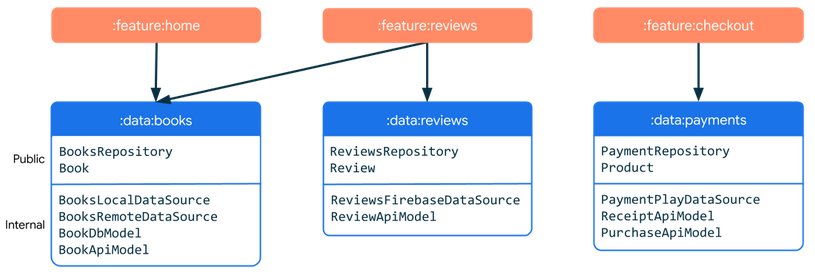 :feature:home
:feature:reviews
:feature:checkout
:data:books
:data:reviews
:data:payments
Public
BooksRepository
Book
ReviewsRepository
Review
PaymentRepository
Product
Internal
BooksLocalDataSource
BooksRemoteDataSource
BookDbModel
BookApiModel
ReviewsFirebaseDataSource
ReviewApiModel
PaymentPlayDataSource
ReceiptApiModel
PurchaseApiModel